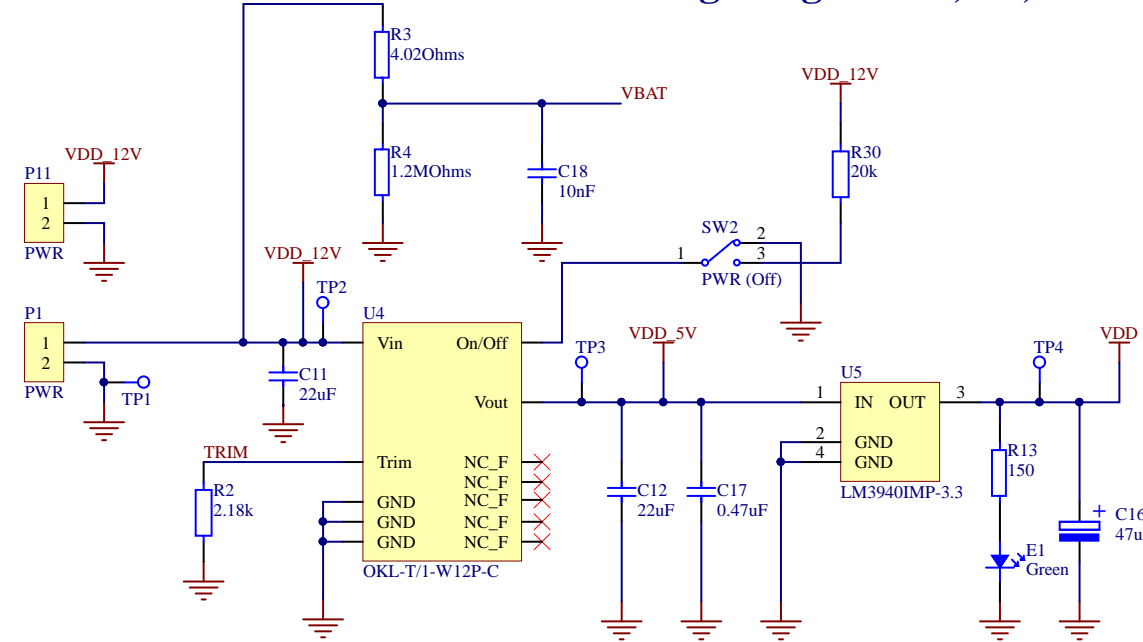 R3
4.02Ohms
VBAT
R4
1.2MOhms
C18
10nF
VDD_12V
R30
20k
P11
VDD_12V
1
2
PWR
SW2
1
2
3
PWR (Off)
VDD_12V
TP2
P1
1
2
PWR
TP1
C11
22uF
U4
Vin
On/Off
Vout
Trim
NC_F
NC_F
GND
NC_F
GND
NC_F
GND
NC_F
OKL-T/1-W12P-C
TRIM
R2
2.18k
TP3
VDD_5V
C12
22uF
C17
0.47uF
U5
1
IN
OUT
3
2
GND
4
GND
LM3940IMP-3.3
TP4
VDD
R13
150
E1
Green
+
C16
47u